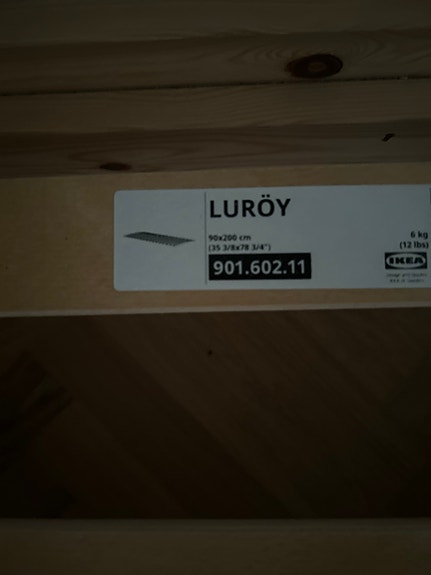 LURÖY
90x200 cm
(35 3/8x78 3/4")
901.602.11
6 kg
(12 lbs)
IKEA